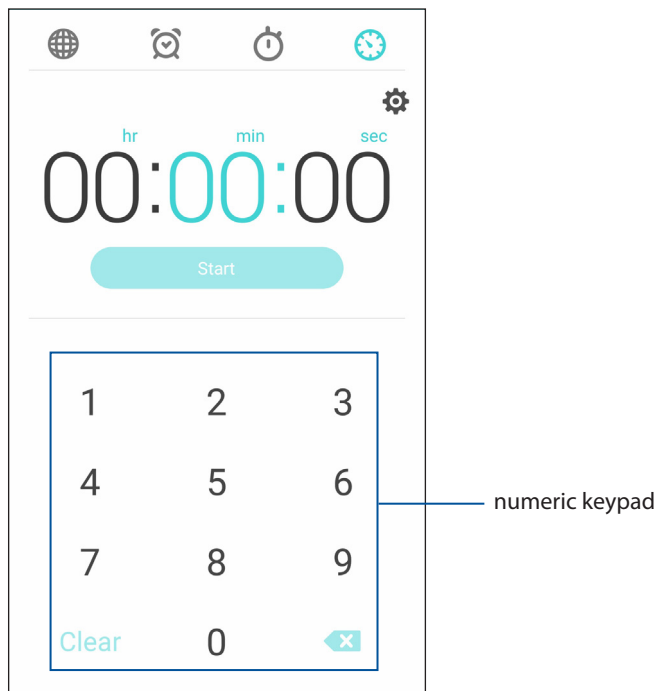 hr min sec
00:00:00
Start
1 2 3
4 5 6
numeric keypad
7 8 9
Clear 0